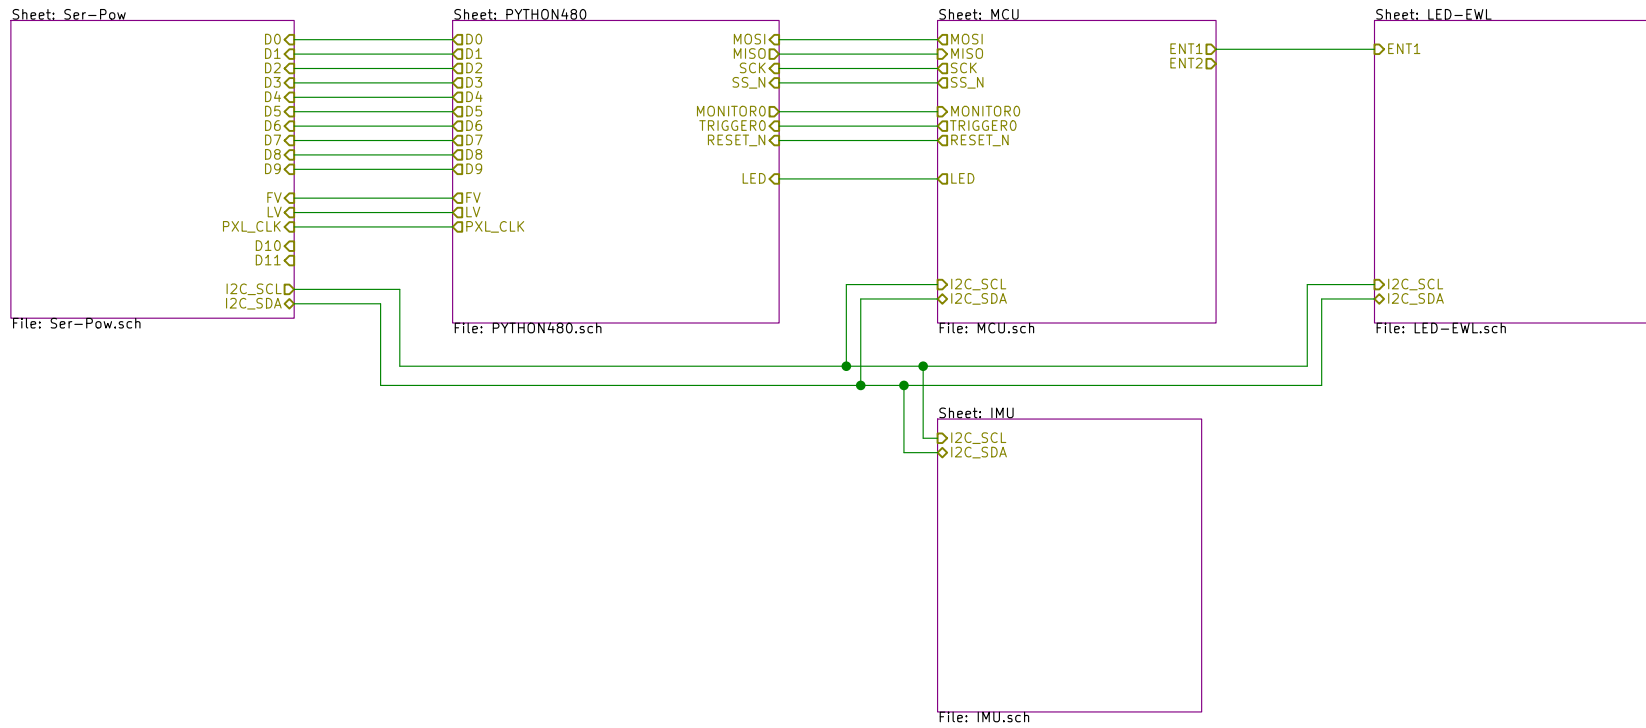 Sheet: Ser-Pow
D0
D1
D2
D3
D4
D5
D6
D7
D8
D9
FV
LV
PXL_CLK
D10
D11
I2C_SCL
I2C_SDA
File: Ser-Pow.sch
Sheet: PYTHON480
D0
D1
D2
D3
D4
D5
D6
D7
D8
D9
FV
LV
PXL_CLK
MOSI
MISO
SCK
SS_N
MONITOR0
TRIGGER0
RESET_N
LED
File: PYTHON480.sch
Sheet: MCU
MOSI
MISO
SCK
SS_N
MONITOR0
TRIGGER0
RESET_N
LED
I2C_SCL
I2C_SDA
ENT1
ENT2
File: MCU.sch
Sheet: LED-EWL
ENT1
I2C_SCL
I2C_SDA
File: LED-EWL.sch
Sheet: IMU
I2C_SCL
I2C_SDA
File: IMU.sch